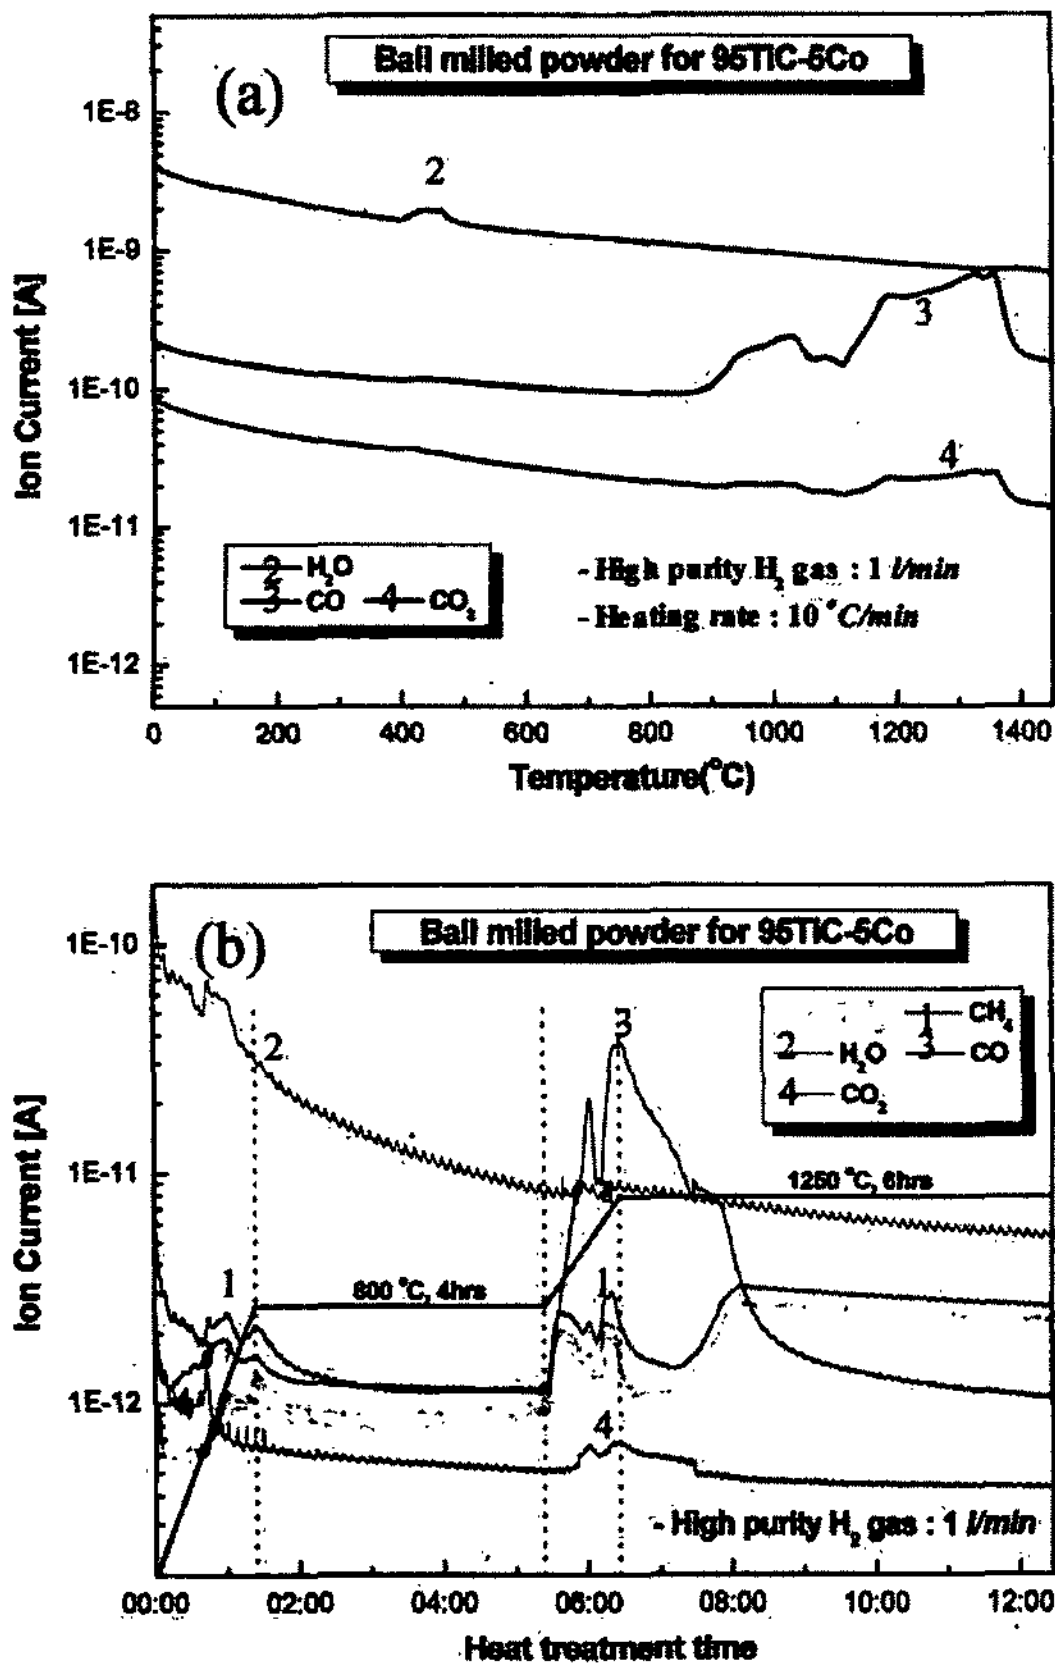 Ball milled powder for 95TiC-5Co
(a)
1E-8
1E-9
1E-10
1E-11
1E-12
Ion Current [A]
2
3
4
2 H₂O
3 CO 4 CO₂
- High purity H₂ gas : 1 l/min
- Heating rate : 10 °C/min
0 200 400 600 800 1000 1200 1400
Temperature(°C)
Ball milled powder for 95TiC-5Co
(b)
1E-10
1E-11
1E-12
Ion Current [A]
1 CH₄
2 H₂O 3 CO
4 CO₂
2
3
1250 °C, 6hrs
1
800 °C, 4hrs
1
4
4
- High purity H₂ gas : 1 l/min
00:00 02:00 04:00 06:00 08:00 10:00 12:00
Heat treatment time